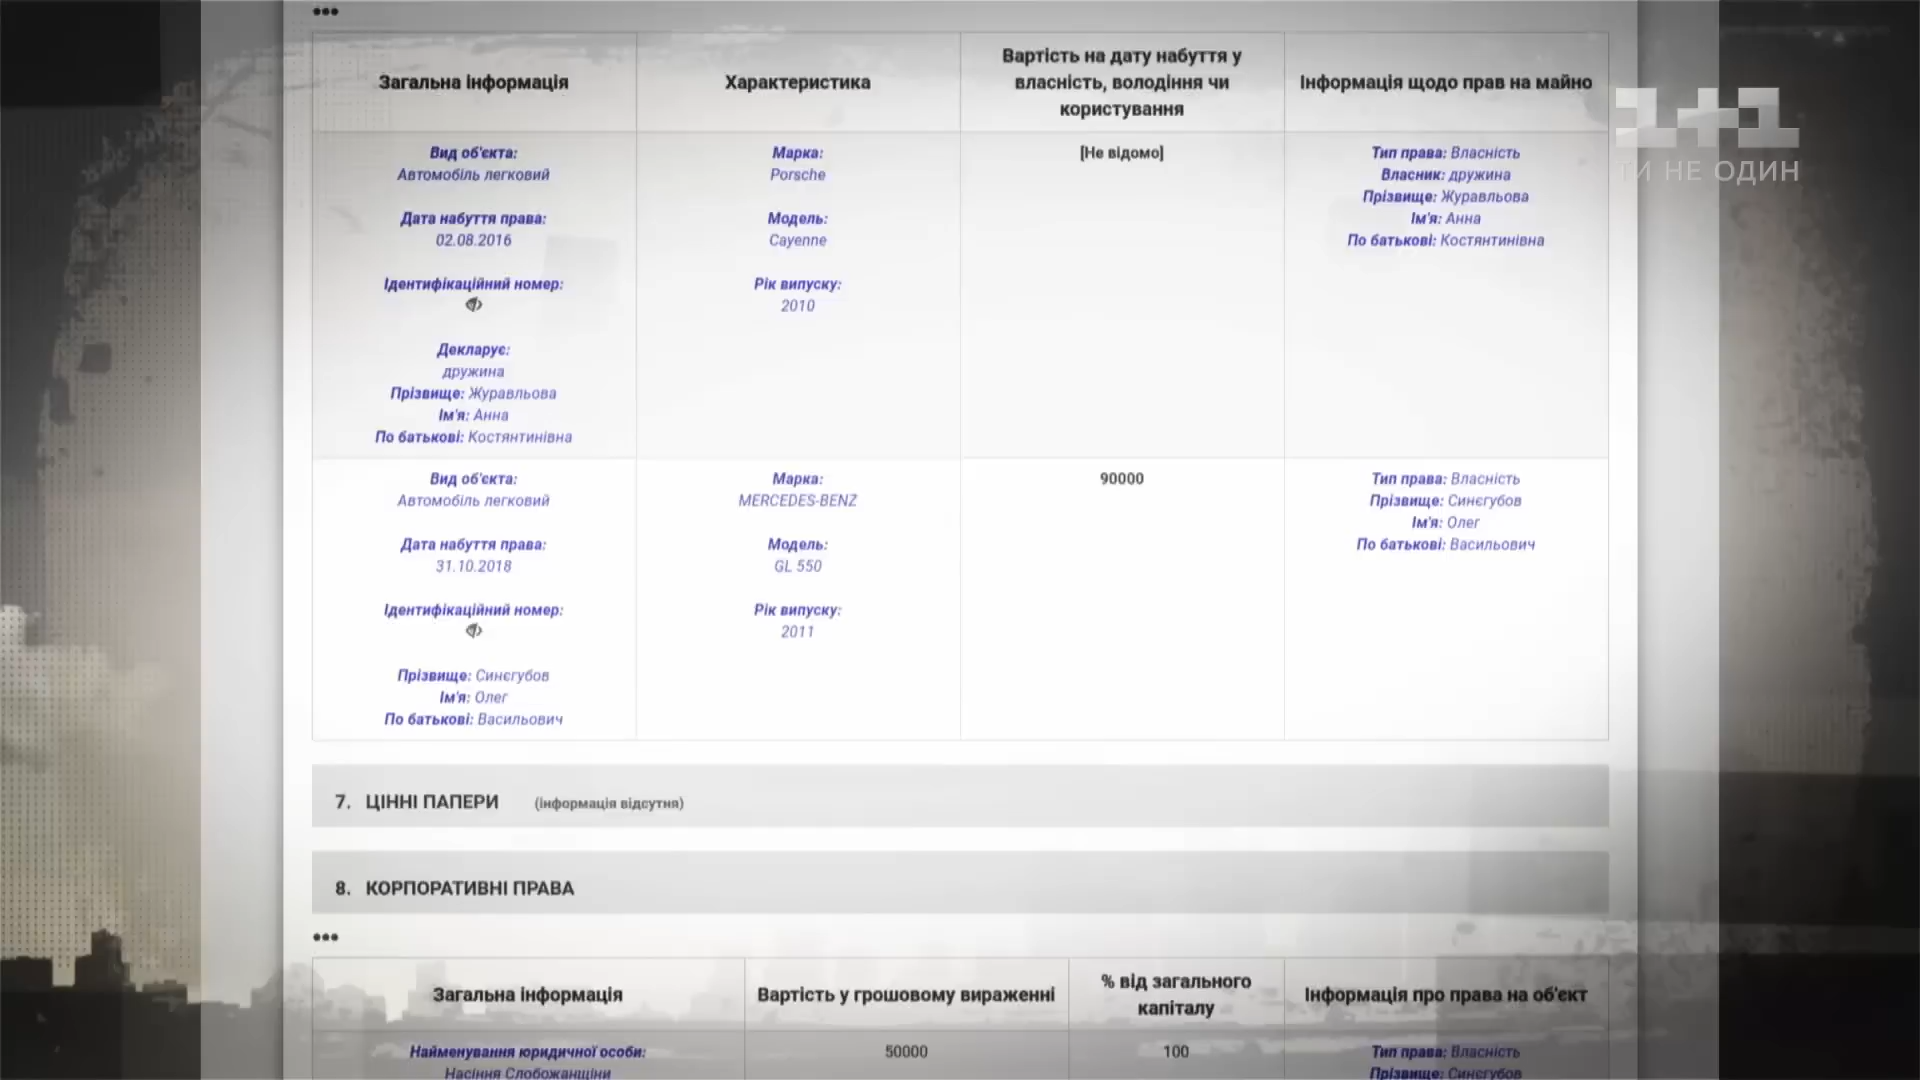 Загальна інформація
Характеристика
Вартість на дату набуття у
власність, володіння чи
користування
Інформація щодо прав на майно
1+1
ТИ НЕ ОДИН
Вид об'єкта:
Автомобіль легковий
Дата набуття права:
02.08.2016
Ідентифікаційний номер:
Декларує:
дружина
Прізвище: Журавльова
Ім'я: Анна
По батькові: Костянтинівна
Марка:
Porsche
Модель:
Cayenne
Рік випуску:
2010
[Не відомо]
Тип права: Власність
Власник: дружина
Прізвище: Журавльова
Ім'я: Анна
По батькові: Костянтинівна
Вид об'єкта:
Автомобіль легковий
Дата набуття права:
31.10.2018
Ідентифікаційний номер:
Прізвище: Синєгубов
Ім'я: Олег
По батькові: Васильович
Марка:
MERCEDES-BENZ
Модель:
GL 550
Рік випуску:
2011
90000
Тип права: Власність
Прізвище: Синєгубов
Ім'я: Олег
По батькові: Васильович
7. ЦІННІ ПАПЕРИ (інформація відсутня)
8. КОРПОРАТИВНІ ПРАВА
Загальна інформація
Вартість у грошовому вираженні
% від загального
капіталу
Інформація про права на об'єкт
Найменування юридичної особи:
Насіння Слобожанщіни
50000
100
Тип права: Власність
Прізвище: Синєгубов